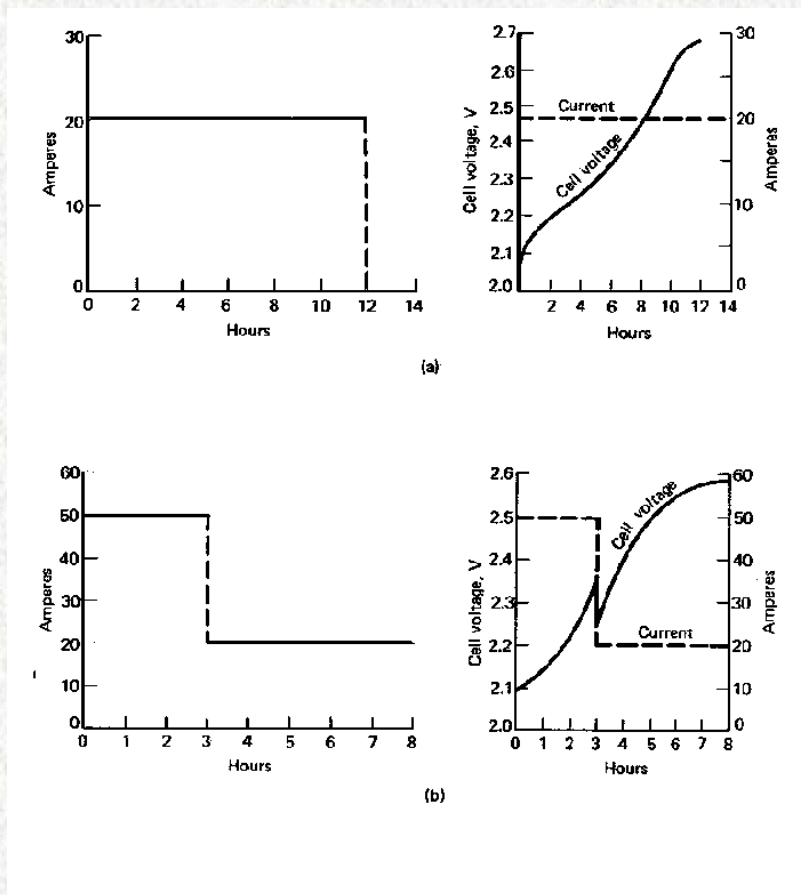 30
20
10
0
Amperes
0 2 4 6 8 10 12 14
Hours
2.7
2.6
2.5
2.4
2.3
2.2
2.1
2.0
Cell voltage, V
Current
Cell voltage
30
20
10
0
Amperes
2 4 6 8 10 12 14
Hours
(a)
60
50
40
30
20
10
0
Amperes
0 1 2 3 4 5 6 7 8
Hours
2.6
2.5
2.4
2.3
2.2
2.1
2.0
Cell voltage, V
Cell voltage
Current
60
50
40
30
20
10
0
Amperes
0 1 2 3 4 5 6 7 8
Hours
(b)